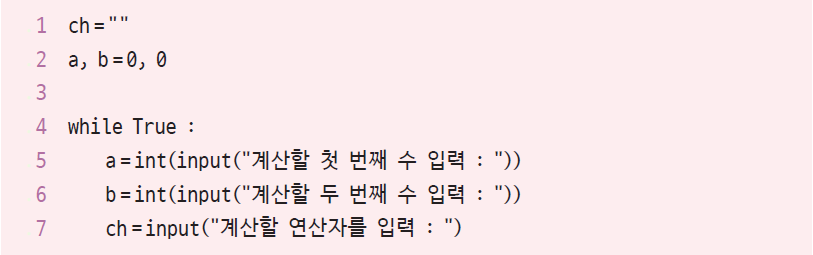 1 ch=""
2 a, b=0, 0
3
4 while True :
5 a=int(input("계산할 첫 번째 수 입력 : "))
6 b=int(input("계산할 두 번째 수 입력 : "))
7 ch=input("계산할 연산자를 입력 : ")